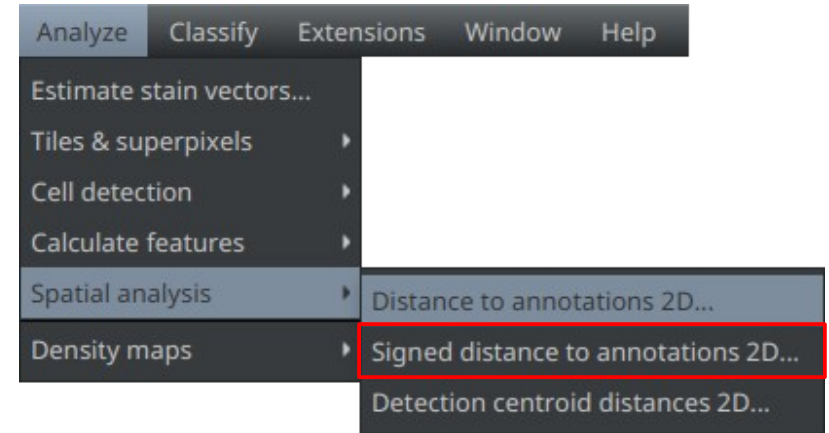 Analyze Classify Extensions Window Help
Estimate stain vectors...
Tiles & superpixels
Cell detection
Calculate features
Spatial analysis
Distance to annotations 2D...
Density maps
Signed distance to annotations 2D...
Detection centroid distances 2D...